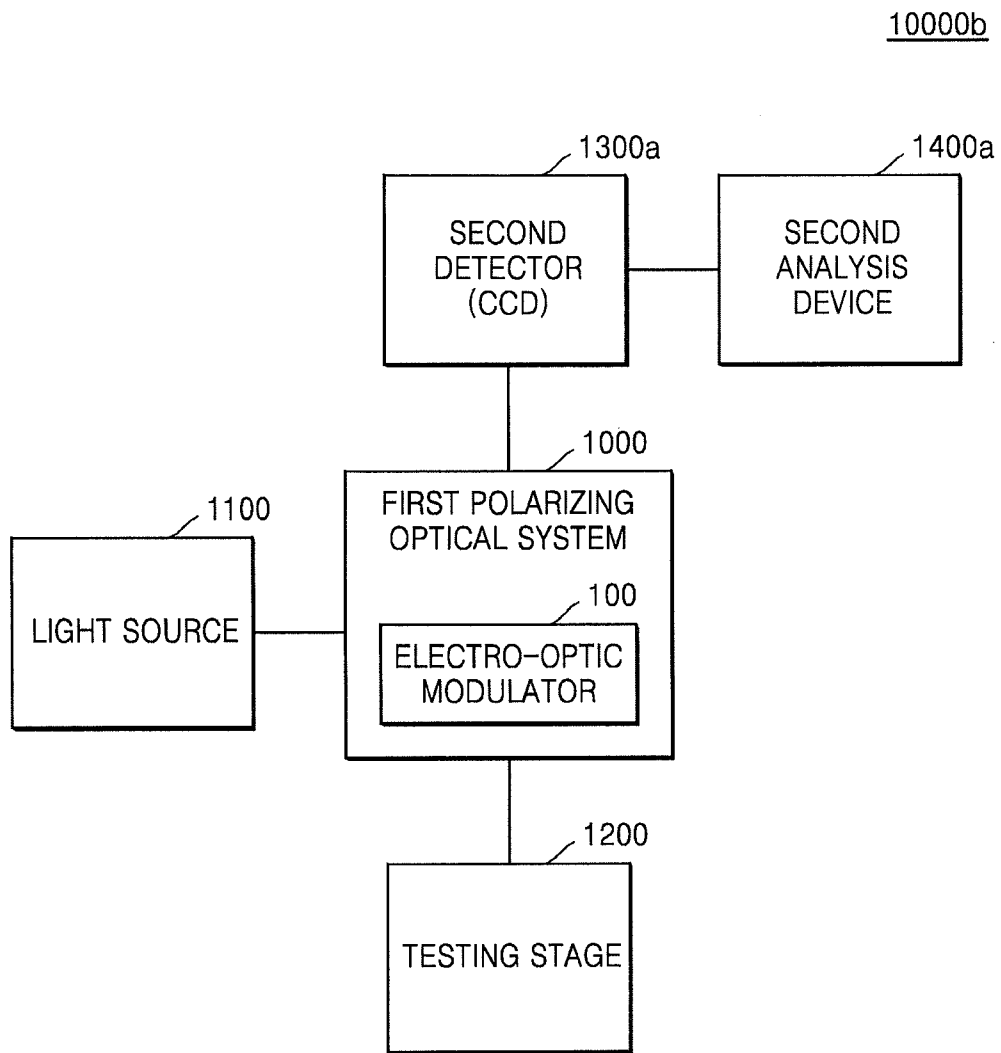 10000b
1300a
1400a
SECOND
DETECTOR
(CCD)
SECOND
ANALYSIS
DEVICE
1000
FIRST POLARIZING
OPTICAL SYSTEM
1100
LIGHT SOURCE
100
ELECTRO-OPTIC
MODULATOR
1200
TESTING STAGE